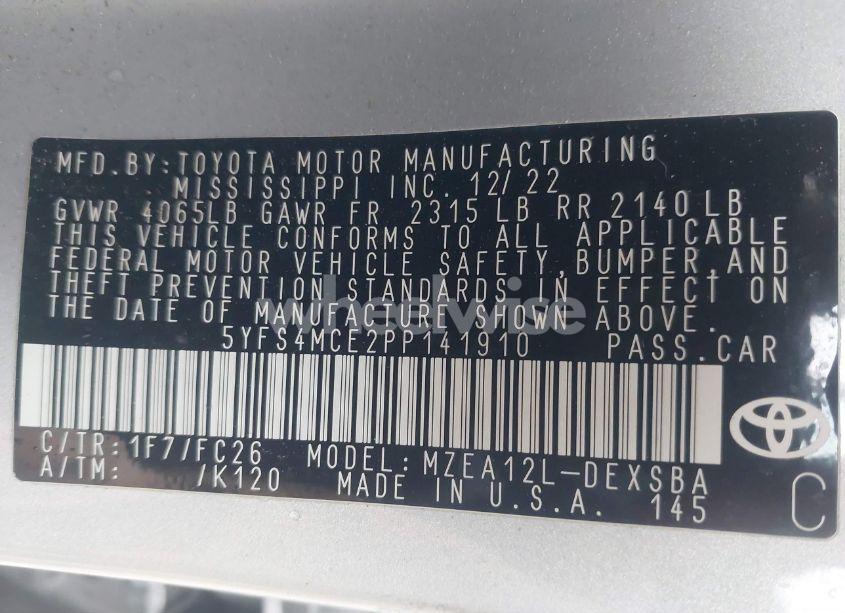 MFD.BY:TOYOTA MOTOR MANUFACTURING
MISSISSIPPI INC. 12/22
GVWR 4065LB GAWR FR 2315 LB RR 2140 LB
THIS VEHICLE CONFORMS TO ALL APPLICABLE
FEDERAL MOTOR VEHICLE SAFETY,BUMPER,AND
THEFT PREVENTION STANDARDS IN EFFECT ON
THE DATE OF MANUFACTURE SHOWN ABOVE.
wheelwise
5YFS4MCE2PP141910 PASS.CAR
C/TR:1F7/FC26 MODEL:MZEA12L-DEXSBA
A/TM: /K120 MADE IN U.S.A. 145
C